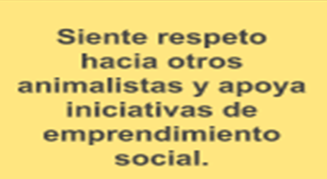 Siente respeto
hacia otros
animalistas y apoya
iniciativas de
emprendimiento
social.